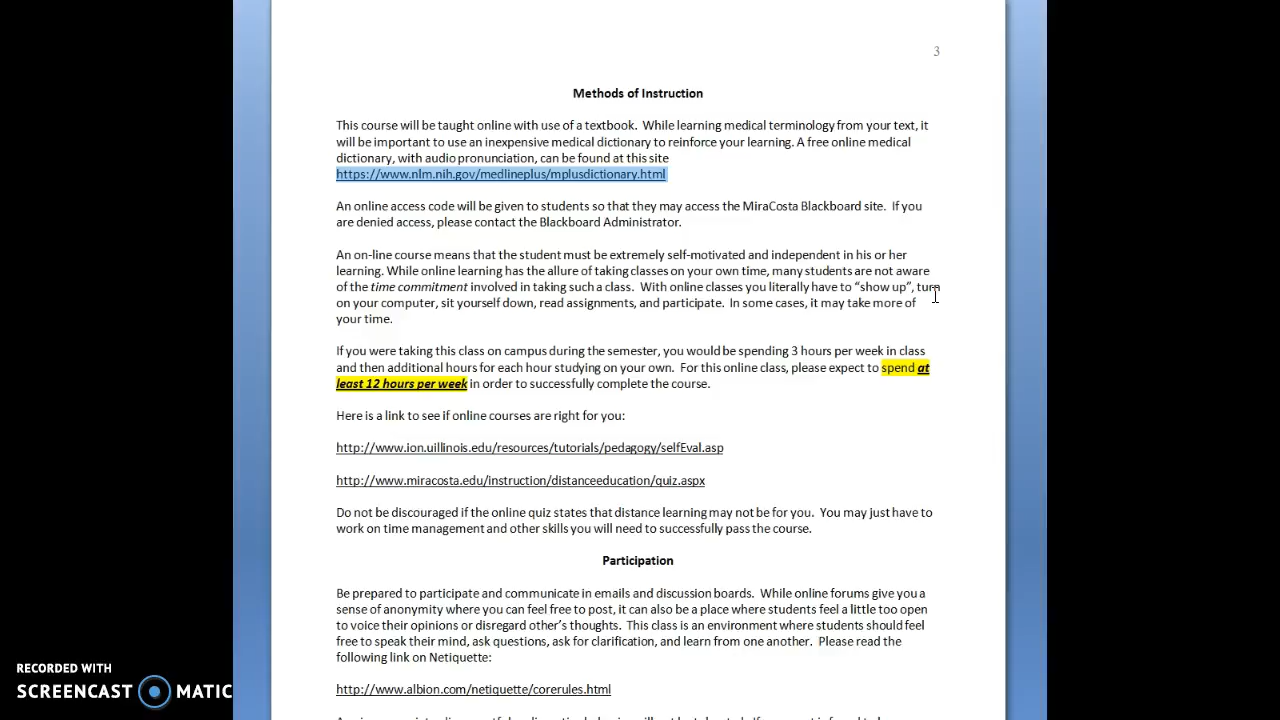 3
Methods of Instruction
This course will be taught online with use of a textbook. While learning medical terminology from your text, it
will be important to use an inexpensive medical dictionary to reinforce your learning. A free online medical
dictionary, with audio pronunciation, can be found at this site
https://www.nlm.nih.gov/medlineplus/mplusdictionary.html
An online access code will be given to students so that they may access the MiraCosta Blackboard site. If you
are denied access, please contact the Blackboard Administrator.
An on-line course means that the student must be extremely self-motivated and independent in his or her
learning. While online learning has the allure of taking classes on your own time, many students are not aware
of the time commitment involved in taking such a class. With online classes you literally have to “show up”, turn
on your computer, sit yourself down, read assignments, and participate. In some cases, it may take more of
your time.
If you were taking this class on campus during the semester, you would be spending 3 hours per week in class
and then additional hours for each hour studying on your own. For this online class, please expect to spend at
least 12 hours per week in order to successfully complete the course.
Here is a link to see if online courses are right for you:
http://www.ion.uillinois.edu/resources/tutorials/pedagogy/selfEval.asp
http://www.miracosta.edu/instruction/distanceeducation/quiz.aspx
Do not be discouraged if the online quiz states that distance learning may not be for you. You may just have to
work on time management and other skills you will need to successfully pass the course.
Participation
Be prepared to participate and communicate in emails and discussion boards. While online forums give you a
sense of anonymity where you can feel free to post, it can also be a place where students feel a little too open
to voice their opinions or disregard other’s thoughts. This class is an environment where students should feel
free to speak their mind, ask questions, ask for clarification, and learn from one another. Please read the
following link on Netiquette:
http://www.albion.com/netiquette/corerules.html
RECORDED WITH
SCREENCAST MATIC